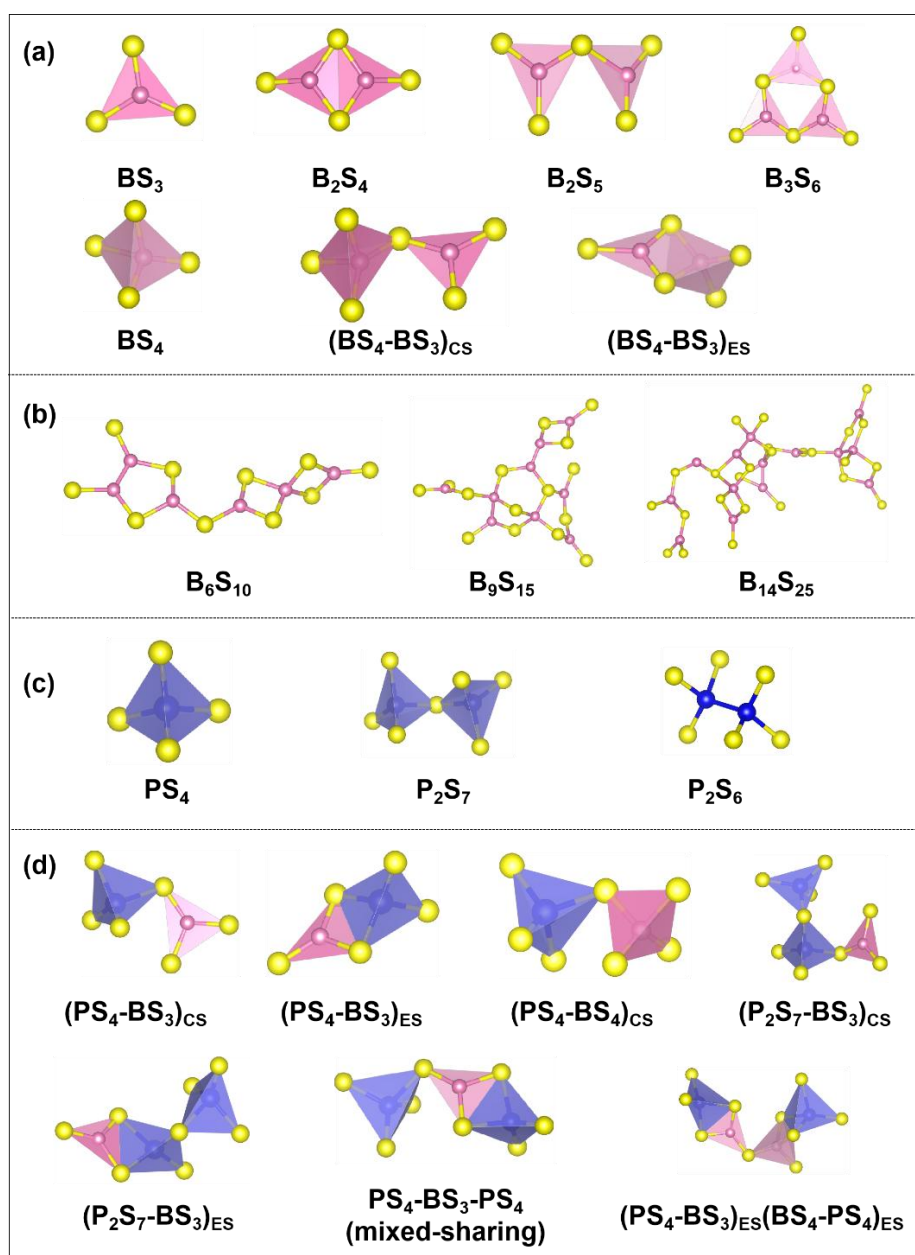 (a)
BS₃ B₂S₄ B₂S₅ B₃S₆
BS₄ (BS₄-BS₃)CS (BS₄-BS₃)ES
(b)
B₆S₁₀ B₉S₁₅ B₁₄S₂₅
(c)
PS₄ P₂S₇ P₂S₆
(d)
(PS₄-BS₃)CS (PS₄-BS₃)ES (PS₄-BS₄)CS (P₂S₇-BS₃)CS
(P₂S₇-BS₃)ES PS₄-BS₃-PS₄ (PS₄-BS₃)ES(BS₄-PS₄)ES
(mixed-sharing)